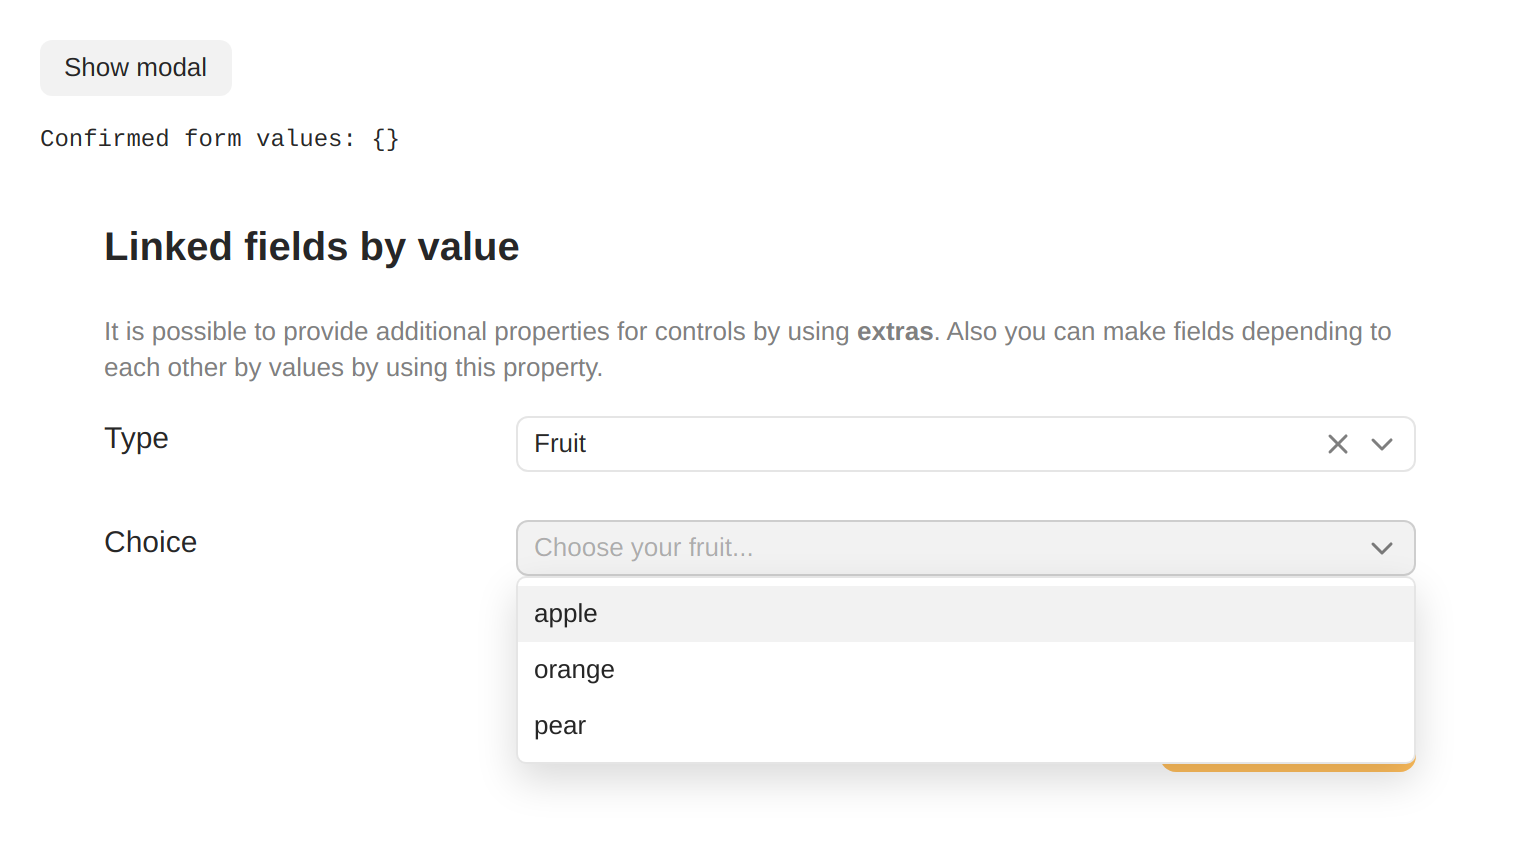 Show modal
Confirmed form values: {}
Linked fields by value
It is possible to provide additional properties for controls by using extras. Also you can make fields depending to
each other by values by using this property.
Type
Fruit
Choice
Choose your fruit...
apple
orange
pear